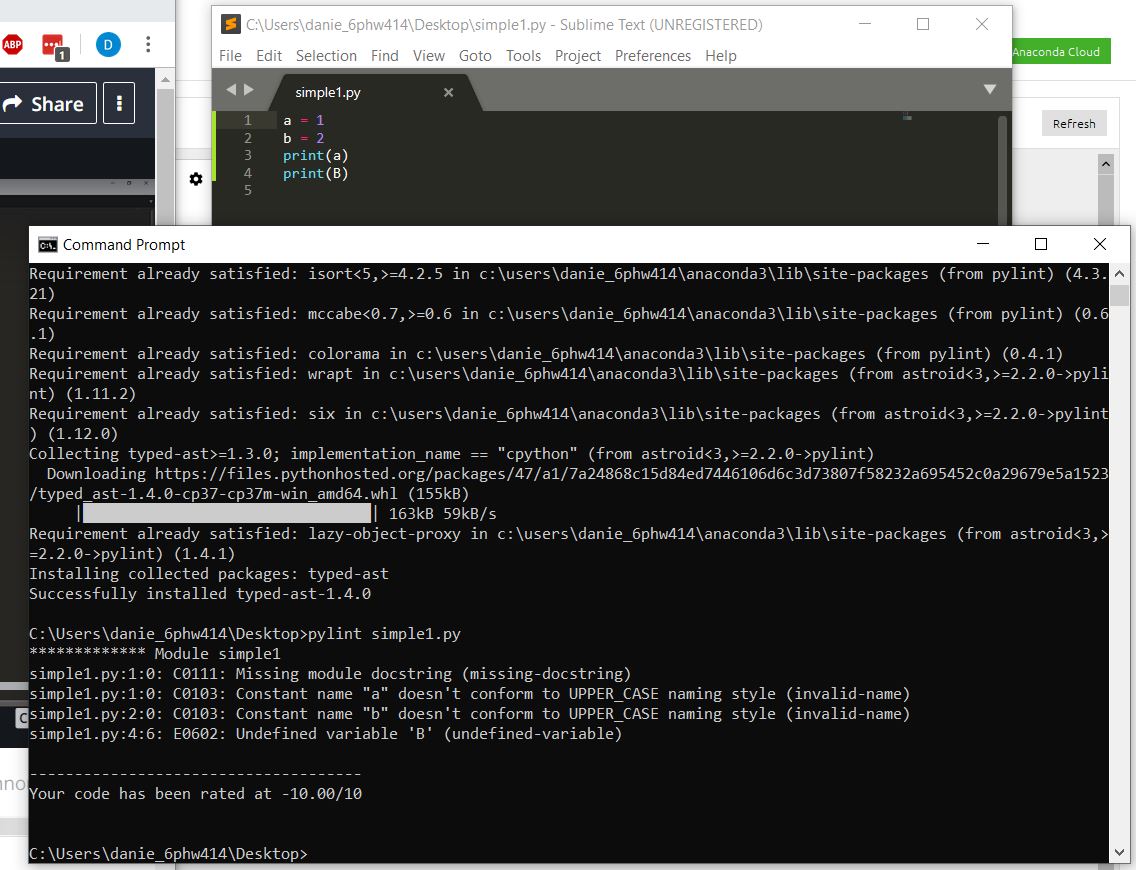 C:\Users\danie_6phw414\Desktop\simple1.py - Sublime Text (UNREGISTERED)
ABP
1
D
File Edit Selection Find View Goto Tools Project Preferences Help
Anaconda Cloud
Share
simple1.py
Refresh
1 a = 1
2 b = 2
3 print(a)
4 print(B)
5
Command Prompt
Requirement already satisfied: isort<5,>=4.2.5 in c:\users\danie_6phw414\anaconda3\lib\site-packages (from pylint) (4.3.
21)
Requirement already satisfied: mccabe<0.7,>=0.6 in c:\users\danie_6phw414\anaconda3\lib\site-packages (from pylint) (0.6
.1)
Requirement already satisfied: colorama in c:\users\danie_6phw414\anaconda3\lib\site-packages (from pylint) (0.4.1)
Requirement already satisfied: wrapt in c:\users\danie_6phw414\anaconda3\lib\site-packages (from astroid<3,>=2.2.0->pyli
nt) (1.11.2)
Requirement already satisfied: six in c:\users\danie_6phw414\anaconda3\lib\site-packages (from astroid<3,>=2.2.0->pylint
) (1.12.0)
Collecting typed-ast>=1.3.0; implementation_name == "cpython" (from astroid<3,>=2.2.0->pylint)
Downloading https://files.pythonhosted.org/packages/47/a1/7a24868c15d84ed7446106d6c3d73807f58232a695452c0a29679e5a1523
/typed_ast-1.4.0-cp37-cp37m-win_amd64.whl (155kB)
| | 163kB 59kB/s
Requirement already satisfied: lazy-object-proxy in c:\users\danie_6phw414\anaconda3\lib\site-packages (from astroid<3,>
=2.2.0->pylint) (1.4.1)
Installing collected packages: typed-ast
Successfully installed typed-ast-1.4.0
C:\Users\danie_6phw414\Desktop>pylint simple1.py
************* Module simple1
simple1.py:1:0: C0111: Missing module docstring (missing-docstring)
simple1.py:1:0: C0103: Constant name "a" doesn't conform to UPPER_CASE naming style (invalid-name)
simple1.py:2:0: C0103: Constant name "b" doesn't conform to UPPER_CASE naming style (invalid-name)
simple1.py:4:6: E0602: Undefined variable 'B' (undefined-variable)
-------------------------------------
Your code has been rated at -10.00/10
C:\Users\danie_6phw414\Desktop>